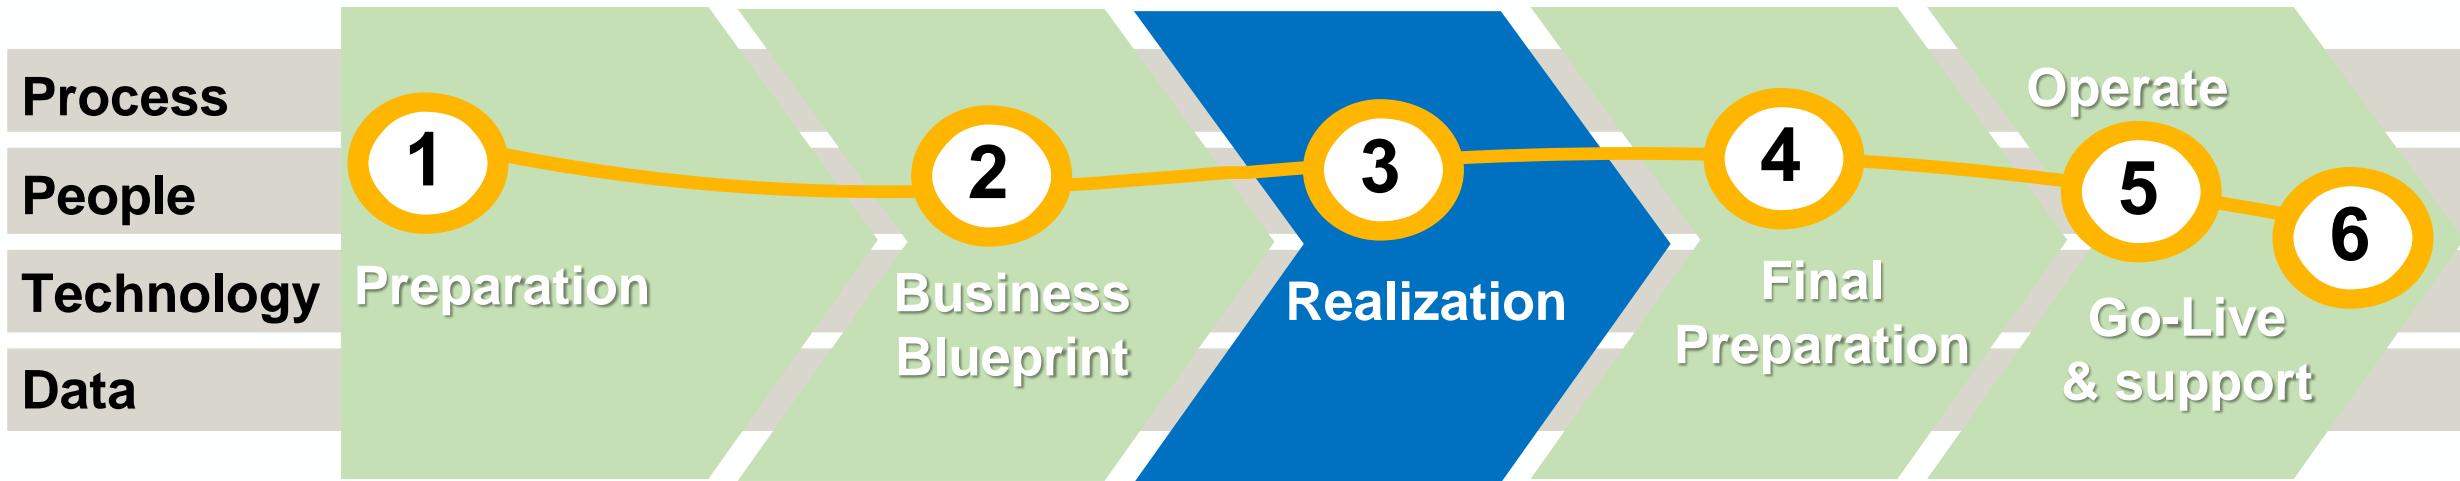 Process
People
Technology
Data
1
Preparation
2
Business
Blueprint
3
Realization
4
Final
Preparation
Operate
5
6
Go-Live
& support